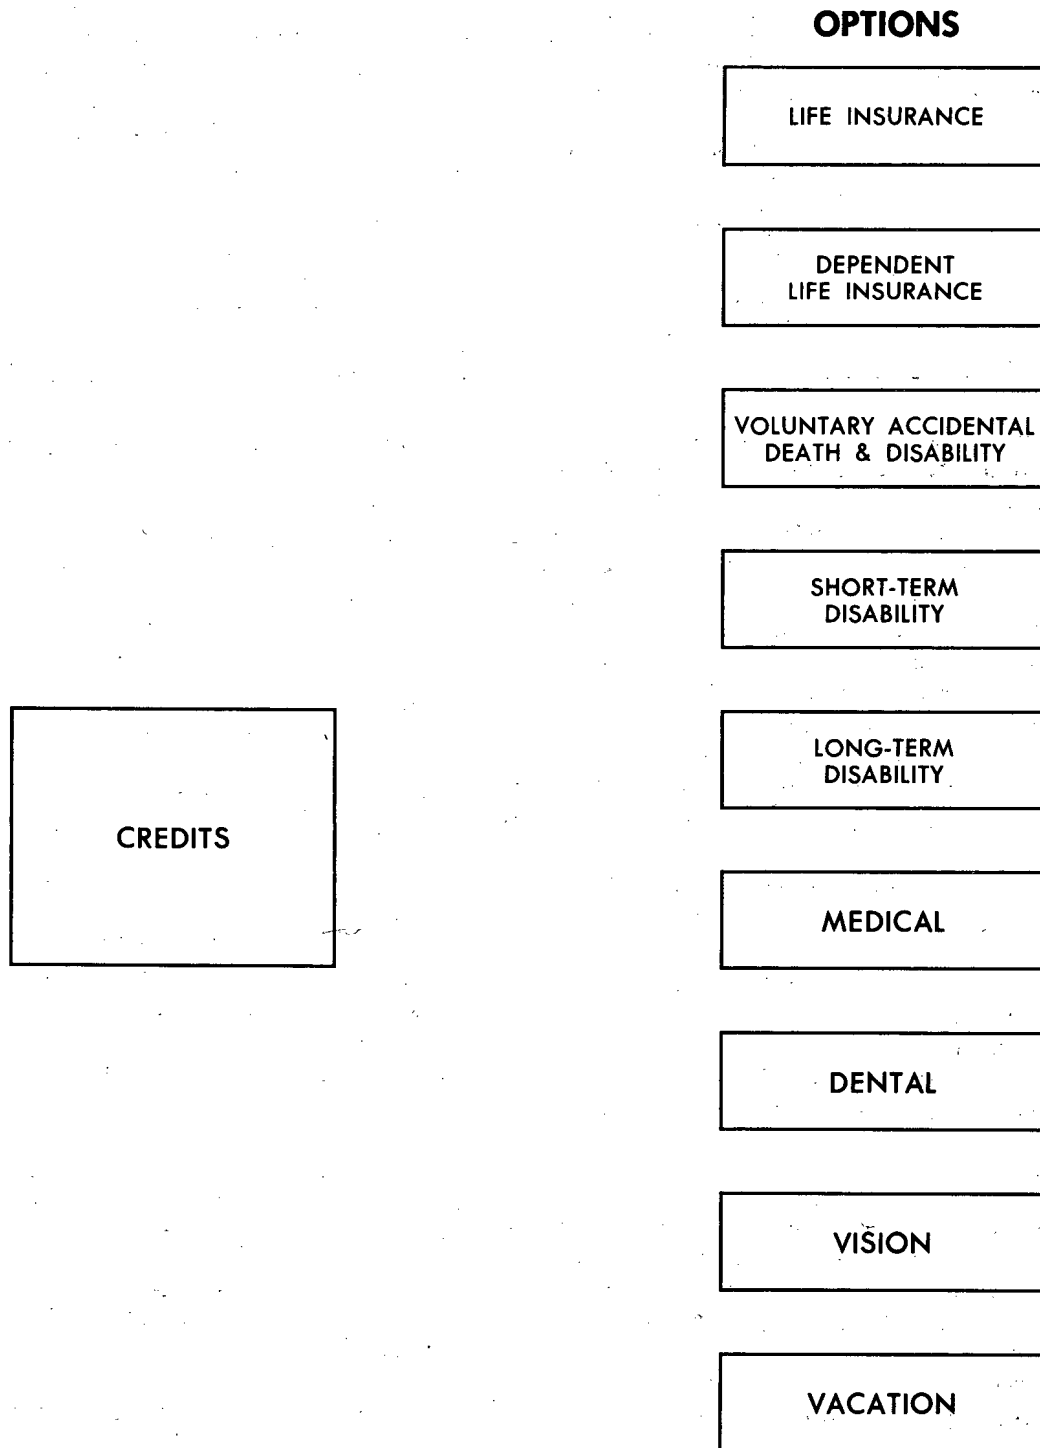 OPTIONS
LIFE INSURANCE
DEPENDENT
LIFE INSURANCE
VOLUNTARY ACCIDENTAL
DEATH & DISABILITY
SHORT-TERM
DISABILITY
LONG-TERM
DISABILITY
CREDITS
MEDICAL
DENTAL
VISION
VACATION